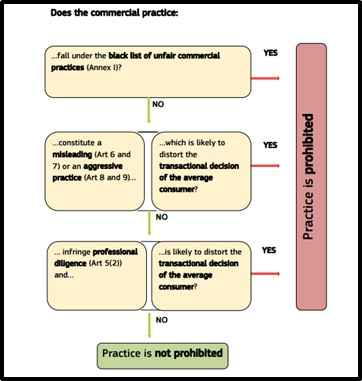 Does the commercial practice:
...fall under the black list of unfair commercial
practices (Annex I)?
YES
NO
...constitute a
misleading (Art 6 and
7) or an aggressive
practice (Art 8 and 9)...
...which is likely to
distort the
transactional decision
of the average
consumer?
YES
NO
... infringe professional
diligence (Art 5(2))
and...
...is likely to distort the
transactional decision
of the average
consumer?
YES
NO
Practice is prohibited
Practice is not prohibited